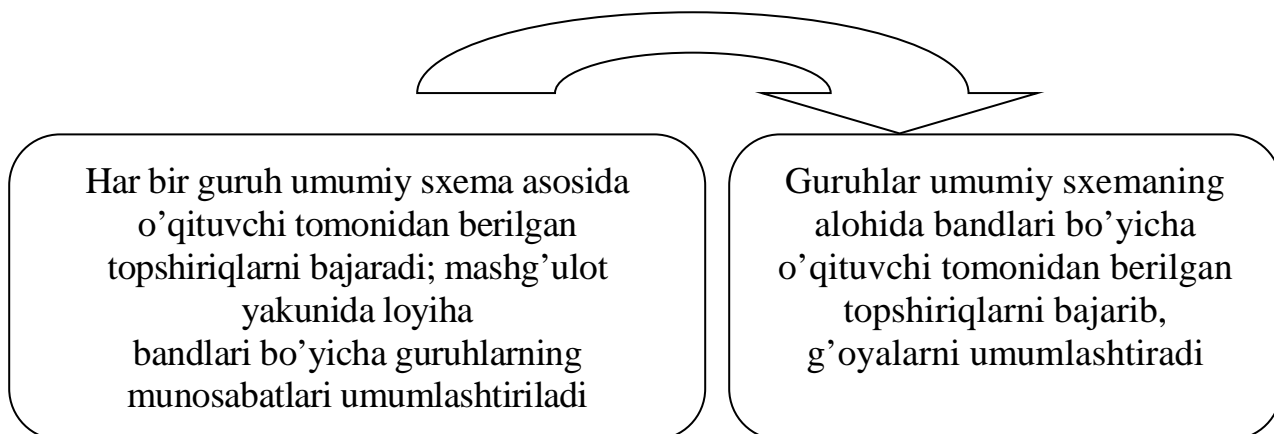 Har bir guruh umumiy sxema asosida
o’qituvchi tomonidan berilgan
topshiriqlarni bajaradi; mashg’ulot
yakunida loyiha
bandlari bo’yicha guruhlarning
munosabatlari umumlashtiriladi
Guruhlar umumiy sxemaning
alohida bandlari bo’yicha
o’qituvchi tomonidan berilgan
topshiriqlarni bajarib,
g’oyalarni umumlashtiradi